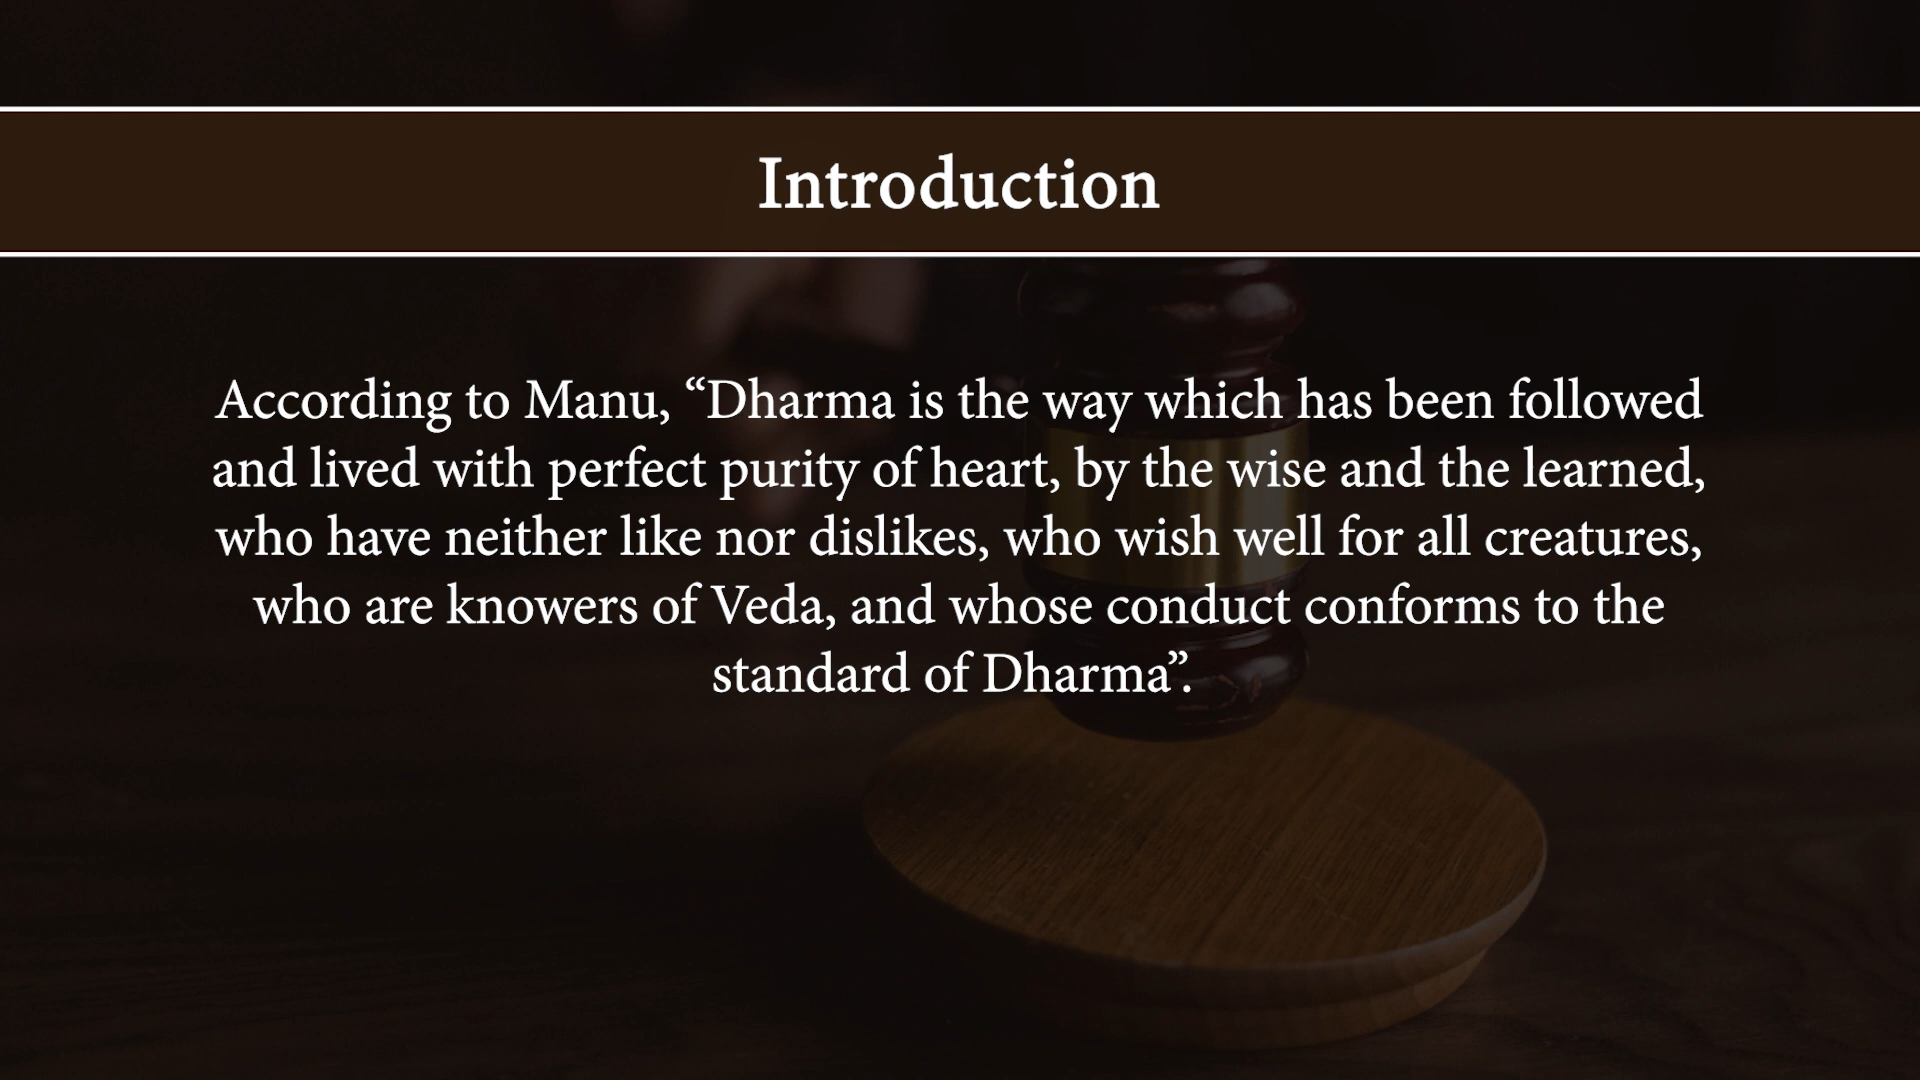 Introduction
According to Manu, “Dharma is the way which has been followed
and lived with perfect purity of heart, by the wise and the learned,
who have neither like nor dislikes, who wish well for all creatures,
who are knowers of Veda, and whose conduct conforms to the
standard of Dharma”.